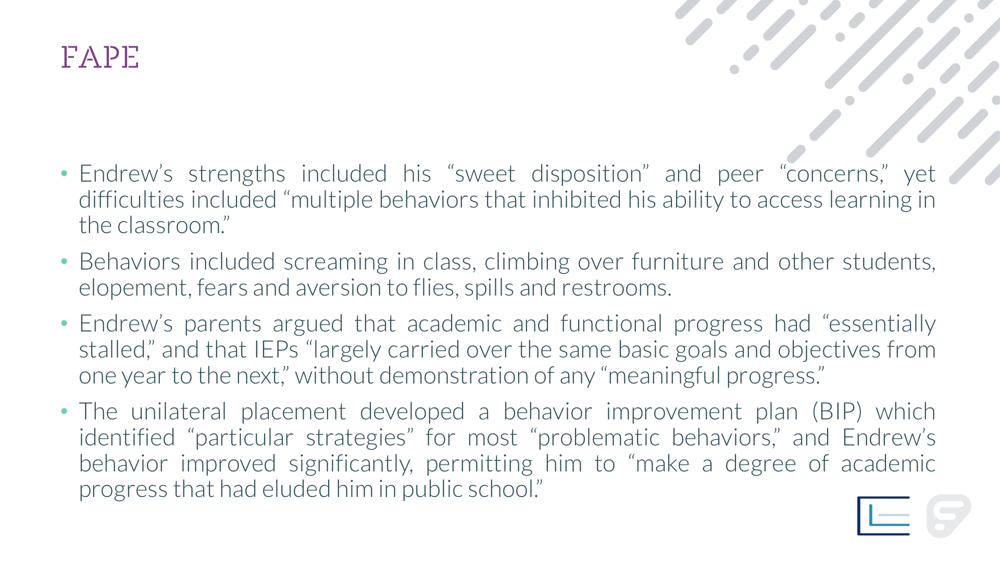 FAPE
• Endrew’s strengths included his “sweet disposition” and peer “concerns,” yet
difficulties included “multiple behaviors that inhibited his ability to access learning in
the classroom.”
• Behaviors included screaming in class, climbing over furniture and other students,
elopement, fears and aversion to flies, spills and restrooms.
• Endrew’s parents argued that academic and functional progress had “essentially
stalled,” and that IEPs “largely carried over the same basic goals and objectives from
one year to the next,” without demonstration of any “meaningful progress.”
• The unilateral placement developed a behavior improvement plan (BIP) which
identified “particular strategies” for most “problematic behaviors,” and Endrew’s
behavior improved significantly, permitting him to “make a degree of academic
progress that had eluded him in public school.”